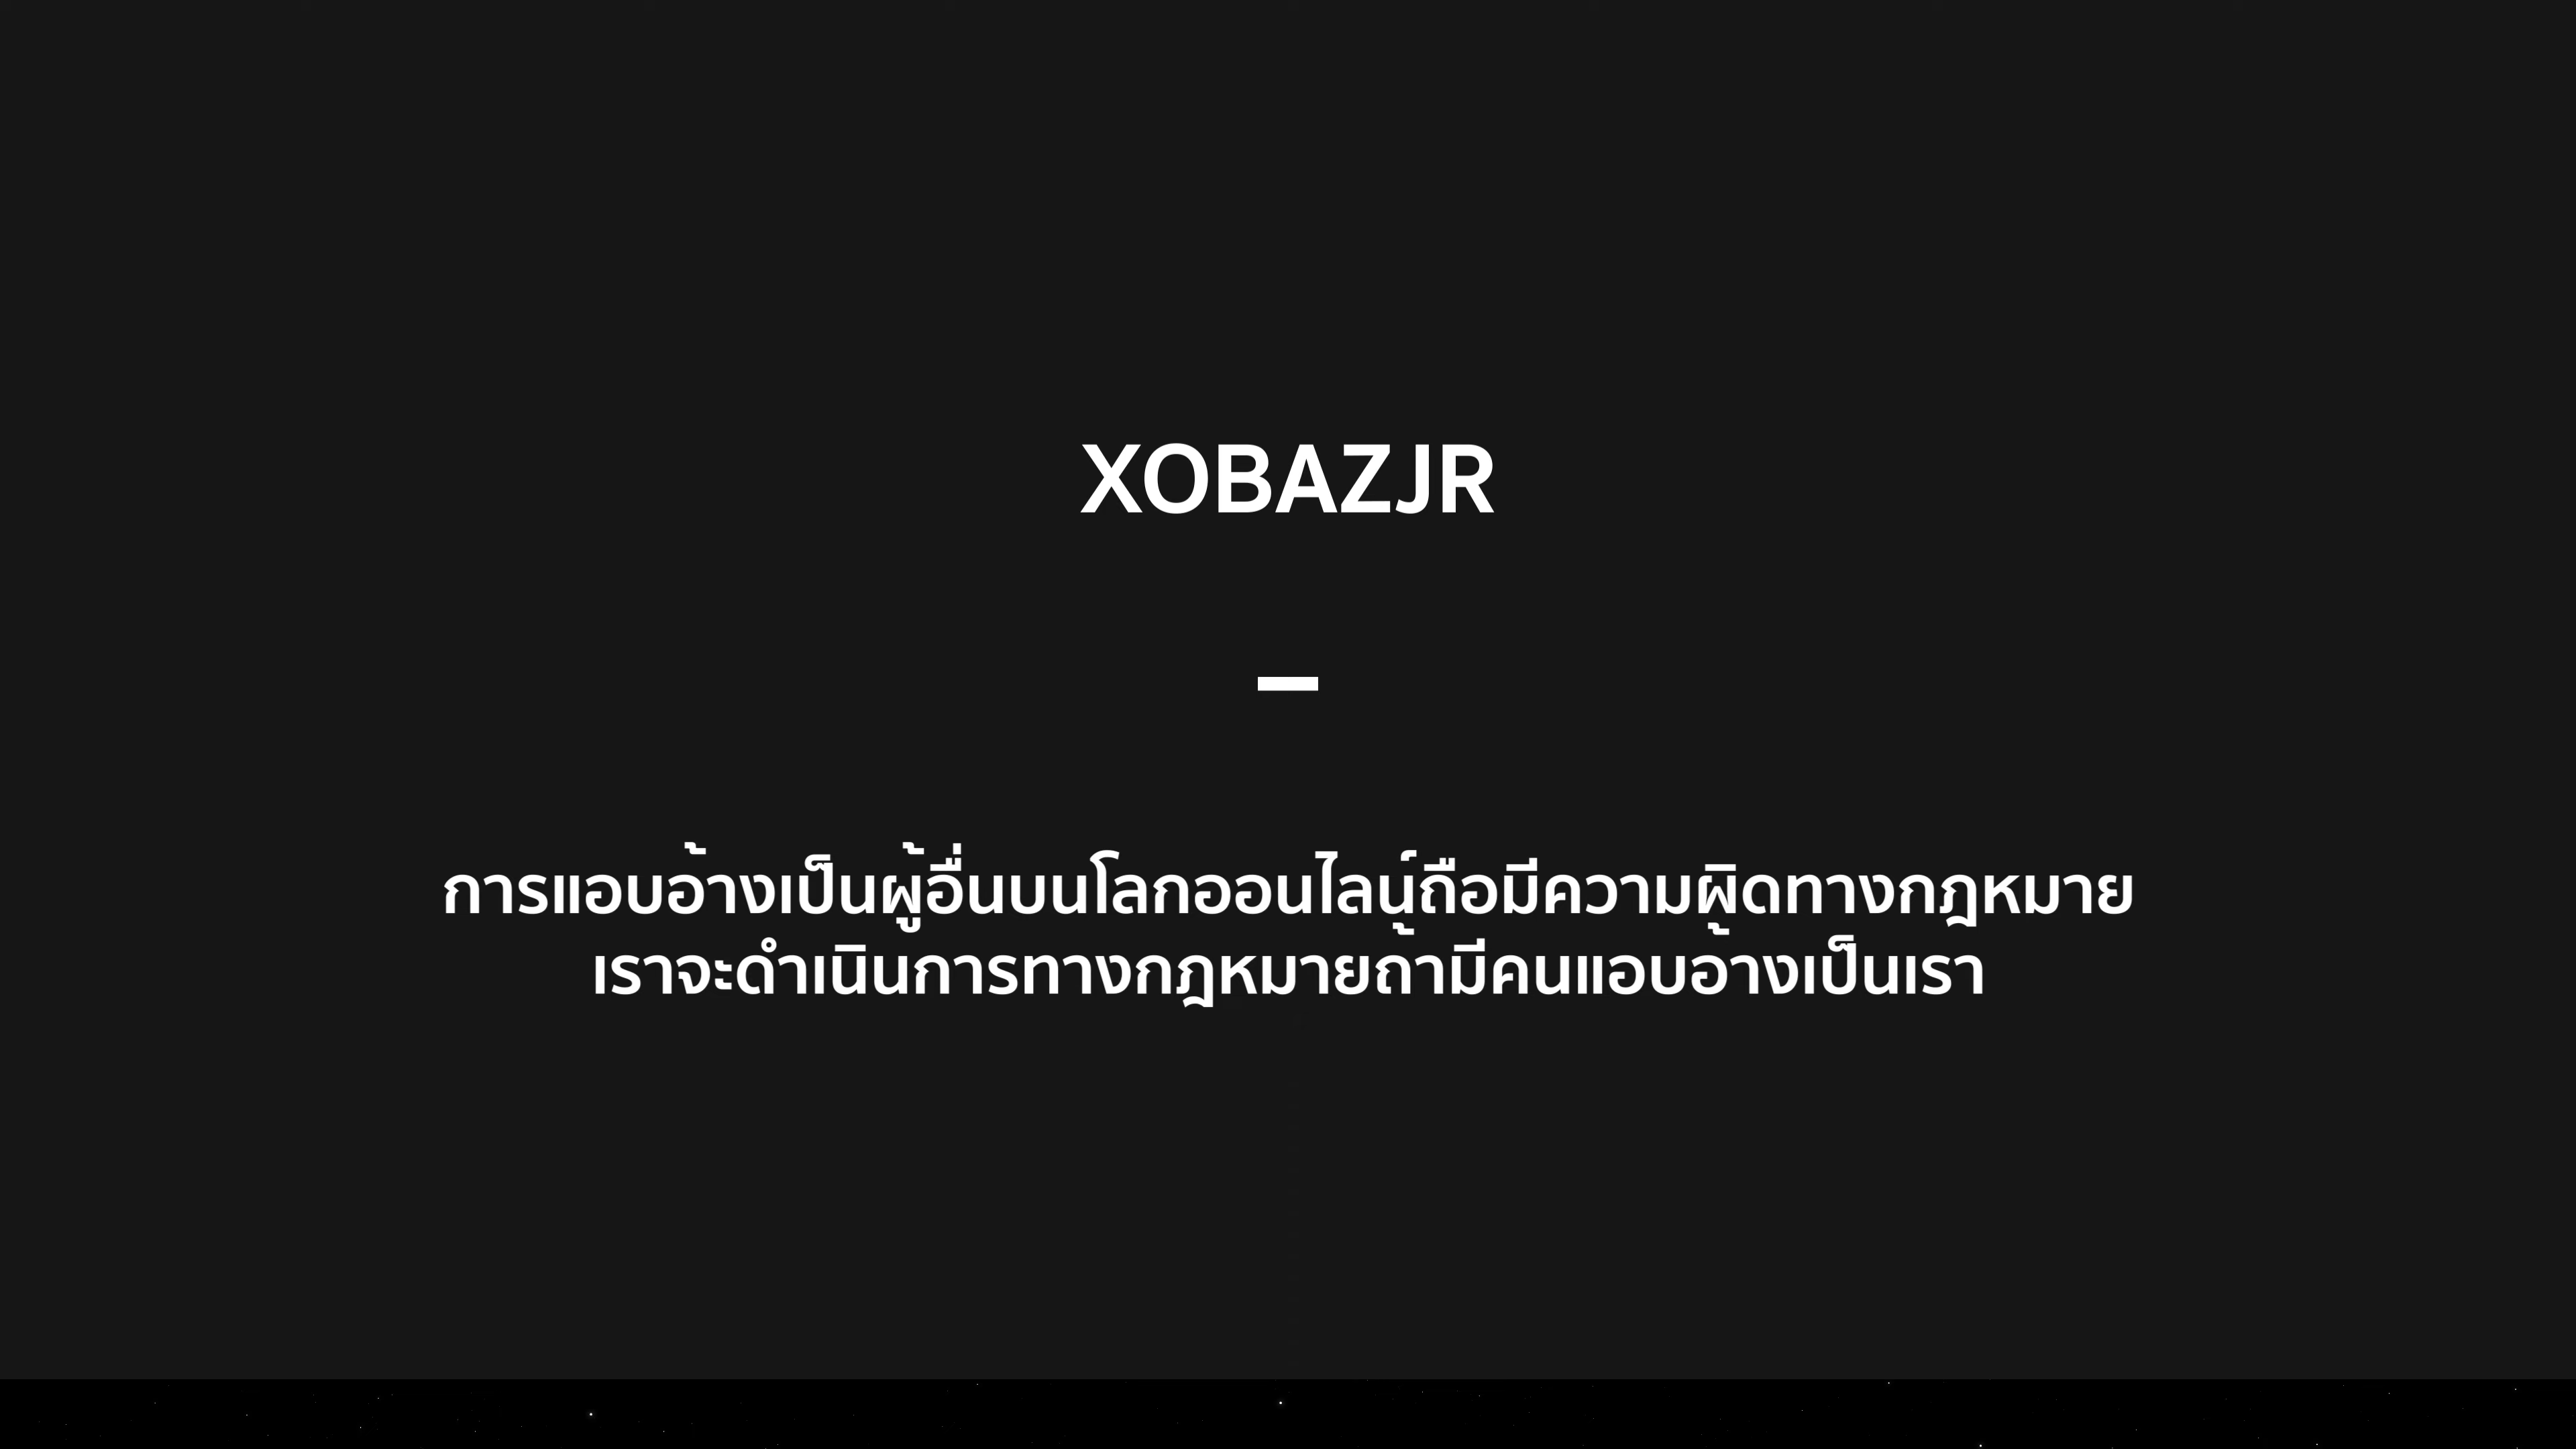 XOBAZJR
–
การแอบอ้างเป็นผู้อื่นบนโลกออนไลน์ถือมีความผิดทางกฎหมาย
เราจะดำเนินการทางกฎหมายถ้ามีคนแอบอ้างเป็นเรา